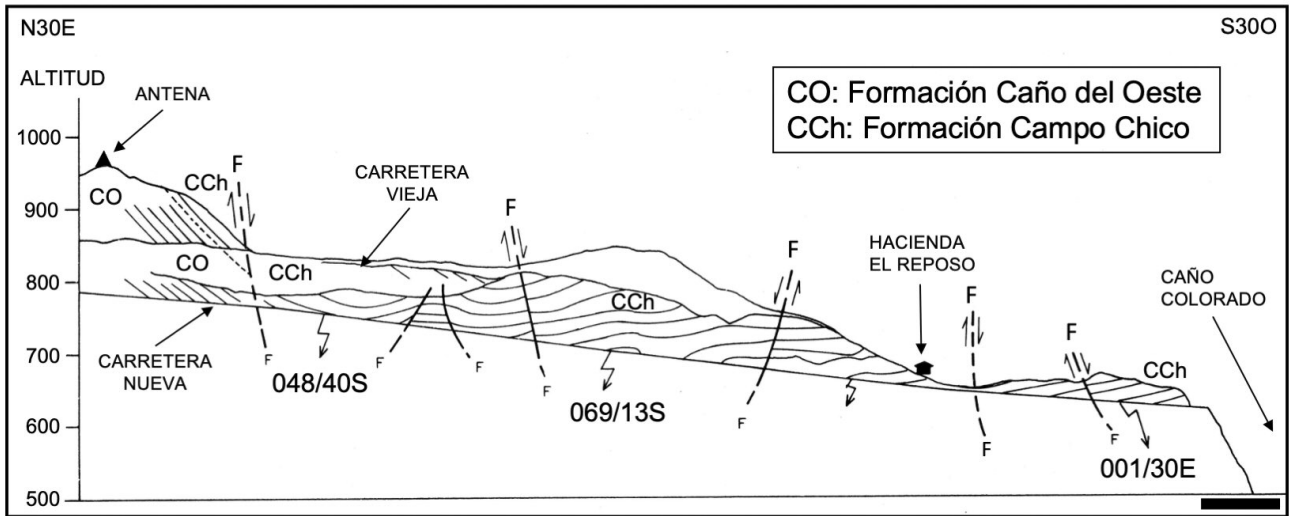 N30E
S30O
ALTITUD
ANTENA
CO: Formación Caño del Oeste
CCh: Formación Campo Chico
1000
CARRETERA
VIEJA
F
CCh
CO
900
F
F
HACIENDA
EL REPOSO
CO
CCh
800
CCh
CAÑO
COLORADO
F
F
CCh
700
CARRETERA
NUEVA
F
F
F
F
048/40S
069/13S
F
F
F
600
001/30E
500